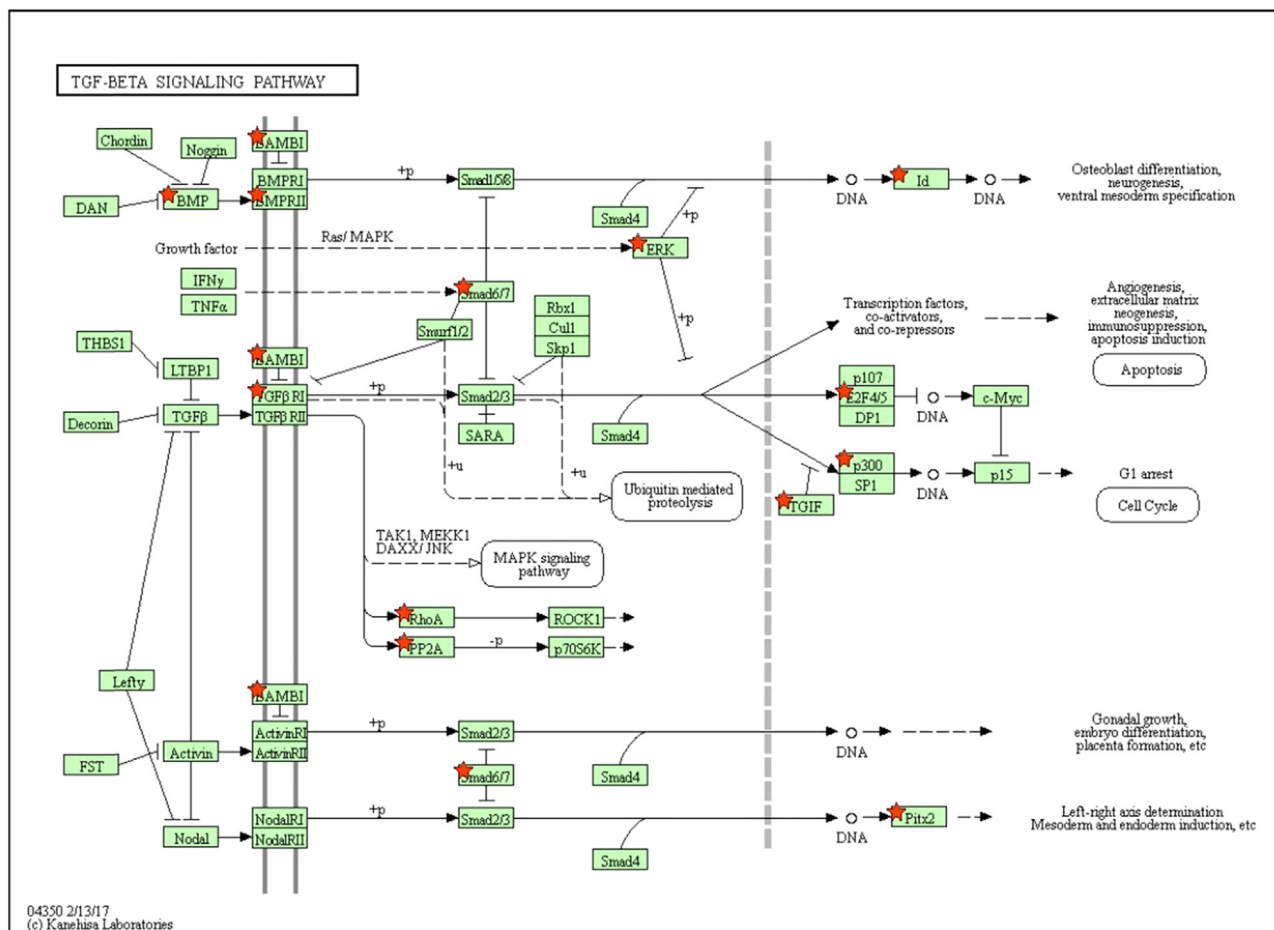 TGF-BETA SIGNALING PATHWAY
Chordin
Noggin
BAMBI
DAN
BMP
BMPRI
BMPRII
+p
Smad1/5/8
Smad4
DNA
Id
DNA
Osteoblast differentiation,
neurogenesis,
ventral mesoderm specification
Growth factor
Ras/ MAPK
ERK
+p
+p
IFNγ
TNFα
Smad6/7
Smurf1/2
Rbx1
Cul1
Skp1
Transcription factors,
co-activators,
and co-repressors
Angiogenesis,
extracellular matrix
neogenesis,
immunosuppression,
apoptosis induction
Apoptosis
THBS1
LTBP1
BAMBI
Decorin
TGFβ
TGFβ RI
TGFβ RII
+p
Smad2/3
SARA
Smad4
+u
+u
Ubiquitin mediated
proteolysis
p107
E2F4/5
DP1
DNA
c-Myc
p300
SP1
TGIF
DNA
p15
G1 arrest
Cell Cycle
TAK1, MEKK1
DAXX/ JNK
MAPK signaling
pathway
RhoA
ROCK1
PP2A
-p
p70S6K
Lefty
BAMBI
FST
Activin
ActivinRI
ActivinRII
+p
Smad2/3
Smad4
DNA
Gonadal growth,
embryo differentiation,
placenta formation, etc
Smad6/7
Nodal
NodalRI
NodalRII
+p
Smad2/3
Smad4
DNA
Pitx2
Left-right axis determination
Mesoderm and endoderm induction, etc
04350 2/13/17
(c) Kanehisa Laboratories